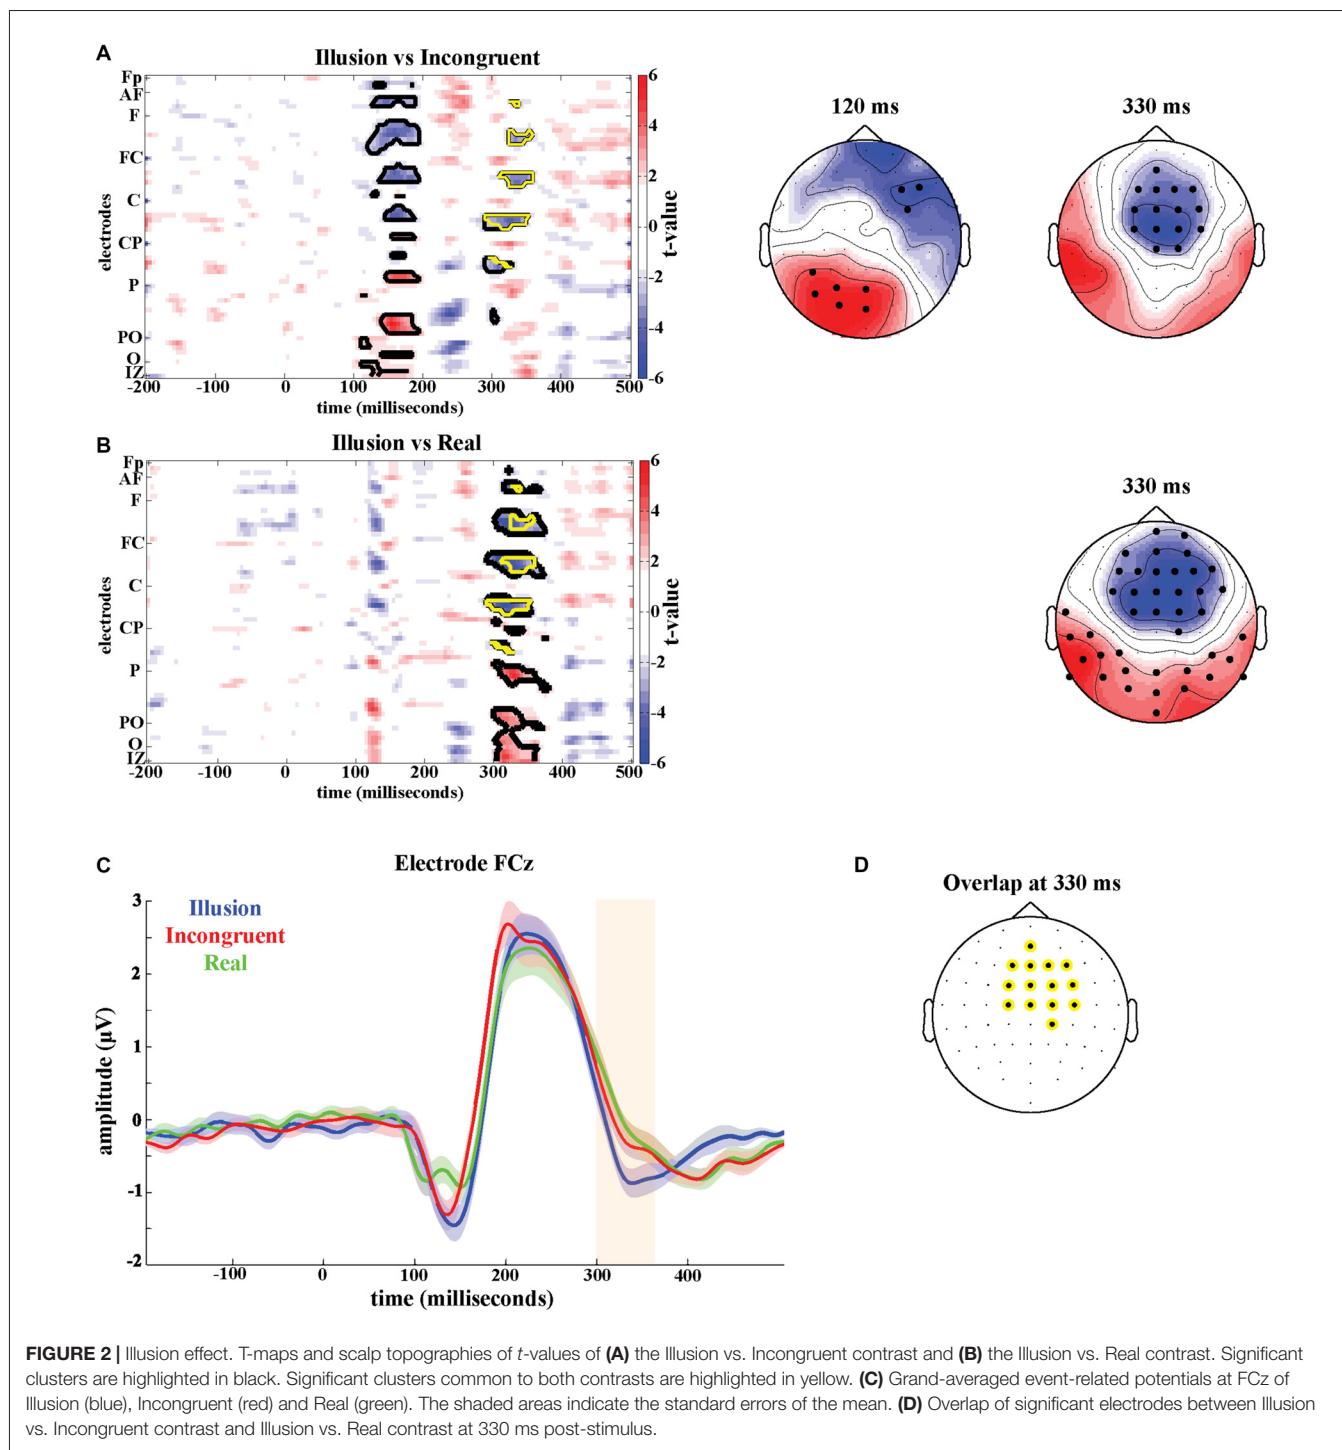 A
Illusion vs Incongruent
Fp
AF
F
FC
C
CP
P
PO
O
IZ
electrodes
-200 -100 0 100 200 300 400 500
time (milliseconds)
6
4
2
0
-2
-4
-6
t-value
120 ms
330 ms
B
Illusion vs Real
Fp
AF
F
FC
C
CP
P
PO
O
IZ
electrodes
-200 -100 0 100 200 300 400 500
time (milliseconds)
6
4
2
0
-2
-4
-6
t-value
330 ms
C
Electrode FCz
Illusion
Incongruent
Real
3
2
1
0
-1
-2
amplitude (µV)
-100 0 100 200 300 400
time (milliseconds)
D
Overlap at 330 ms
FIGURE 2 | Illusion effect. T-maps and scalp topographies of t-values of (A) the Illusion vs. Incongruent contrast and (B) the Illusion vs. Real contrast. Significant
clusters are highlighted in black. Significant clusters common to both contrasts are highlighted in yellow. (C) Grand-averaged event-related potentials at FCz of
Illusion (blue), Incongruent (red) and Real (green). The shaded areas indicate the standard errors of the mean. (D) Overlap of significant electrodes between Illusion
vs. Incongruent contrast and Illusion vs. Real contrast at 330 ms post-stimulus.